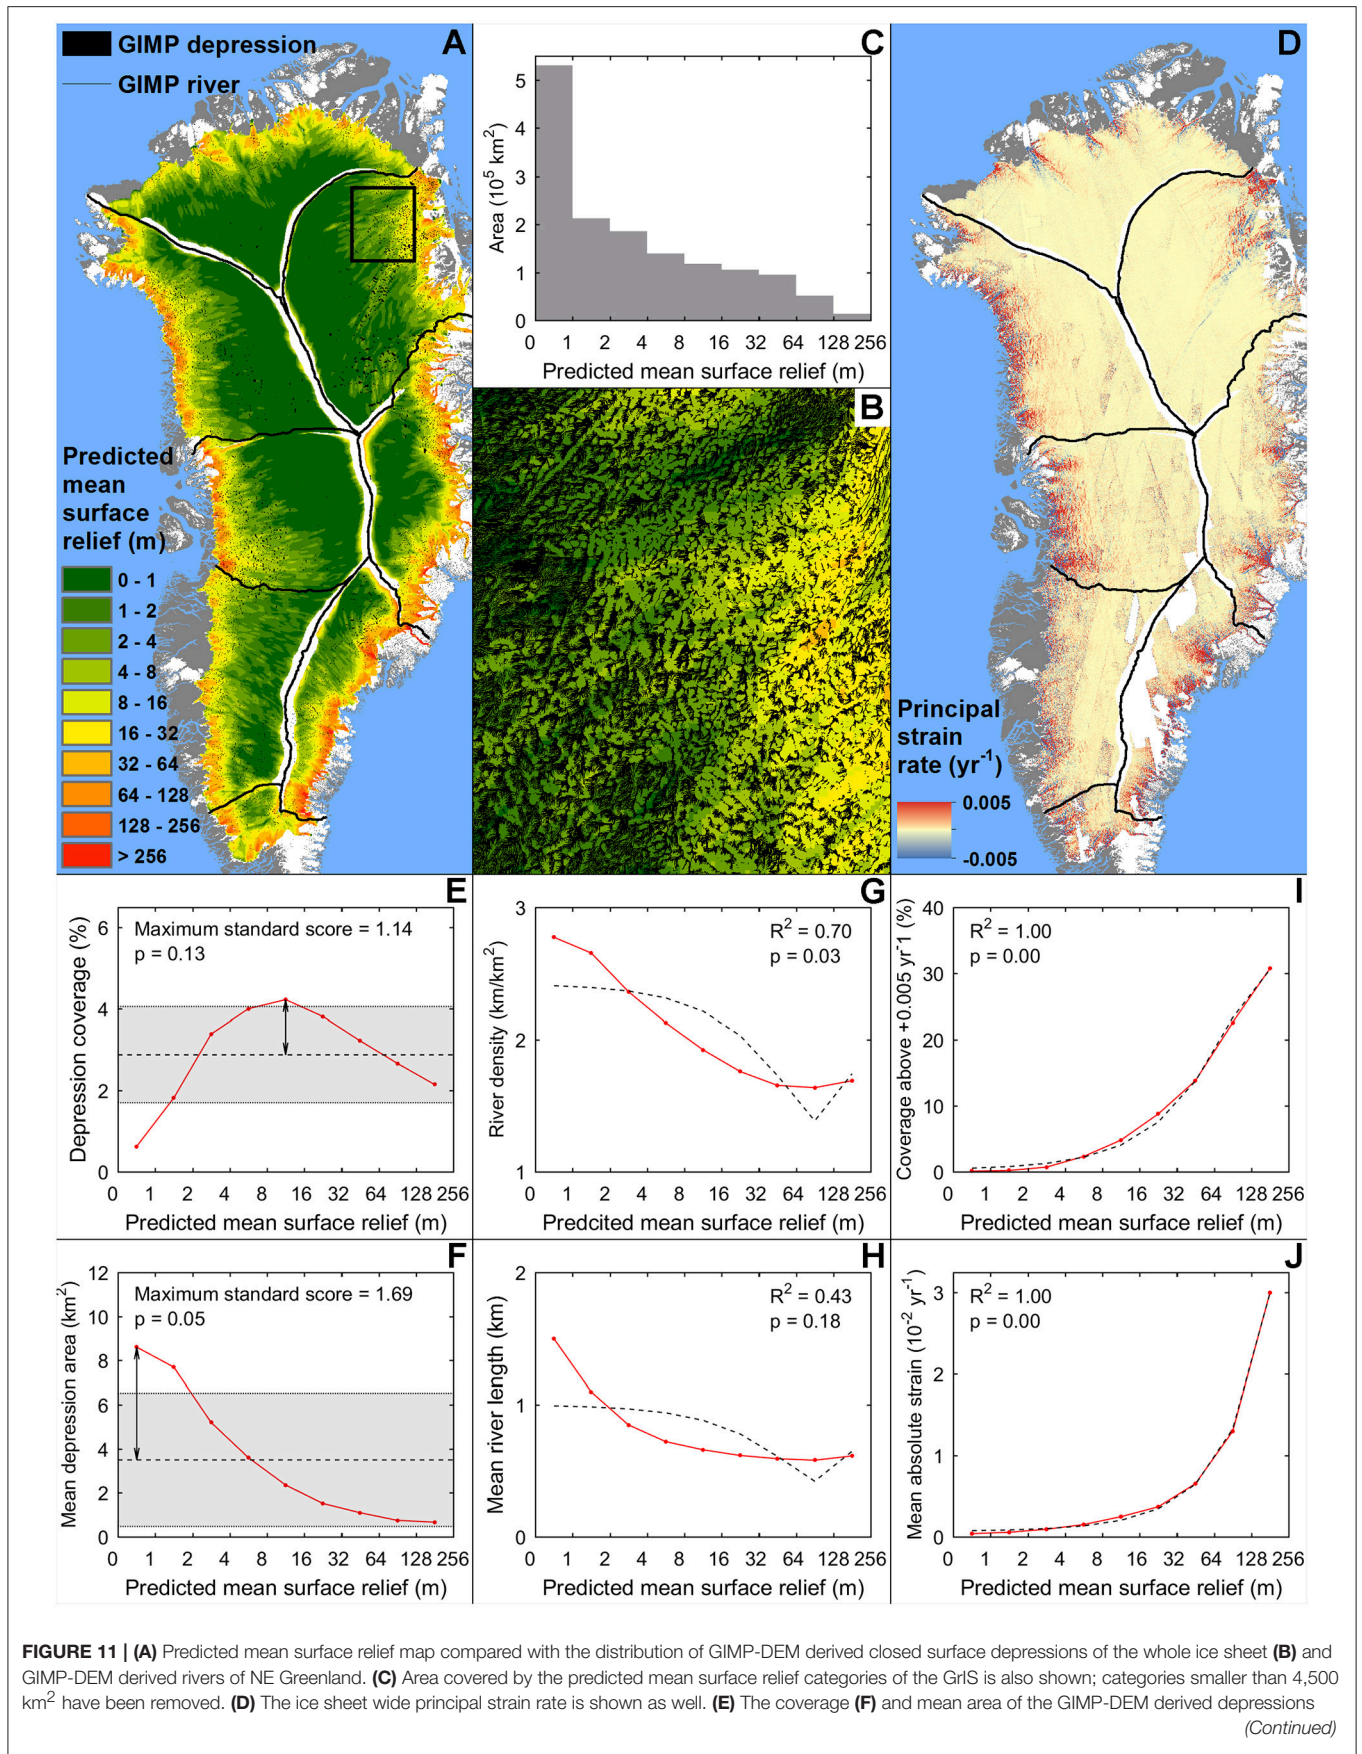 GIMP depression
GIMP river
A
Predicted
mean
surface
relief (m)
0 - 1
1 - 2
2 - 4
4 - 8
8 - 16
16 - 32
32 - 64
64 - 128
128 - 256
> 256
C
Area (10^5 km^2)
5
4
3
2
1
0
0 1 2 4 8 16 32 64 128 256
Predicted mean surface relief (m)
B
D
Principal
strain
rate (yr^-1)
0.005
-0.005
E
Maximum standard score = 1.14
p = 0.13
Depression coverage (%)
6
4
2
0
0 1 2 4 8 16 32 64 128 256
Predicted mean surface relief (m)
G
R^2 = 0.70
p = 0.03
River density (km/km^2)
3
2
1
0 1 2 4 8 16 32 64 128 256
Predcited mean surface relief (m)
I
R^2 = 1.00
p = 0.00
Coverage above +0.005 yr-1 (%)
40
30
20
10
0
0 1 2 4 8 16 32 64 128 256
Predicted mean surface relief (m)
F
Maximum standard score = 1.69
p = 0.05
Mean depression area (km^2)
12
10
8
6
4
2
0
0 1 2 4 8 16 32 64 128 256
Predicted mean surface relief (m)
H
R^2 = 0.43
p = 0.18
Mean river length (km)
2
1
0
0 1 2 4 8 16 32 64 128 256
Predicted mean surface relief (m)
J
R^2 = 1.00
p = 0.00
Mean absolute strain (10^-2 yr^-1)
3
2
1
0
0 1 2 4 8 16 32 64 128 256
Predicted mean surface relief (m)
FIGURE 11 | (A) Predicted mean surface relief map compared with the distribution of GIMP-DEM derived closed surface depressions of the whole ice sheet (B) and
GIMP-DEM derived rivers of NE Greenland. (C) Area covered by the predicted mean surface relief categories of the GrIS is also shown; categories smaller than 4,500
km^2 have been removed. (D) The ice sheet wide principal strain rate is shown as well. (E) The coverage (F) and mean area of the GIMP-DEM derived depressions
(Continued)